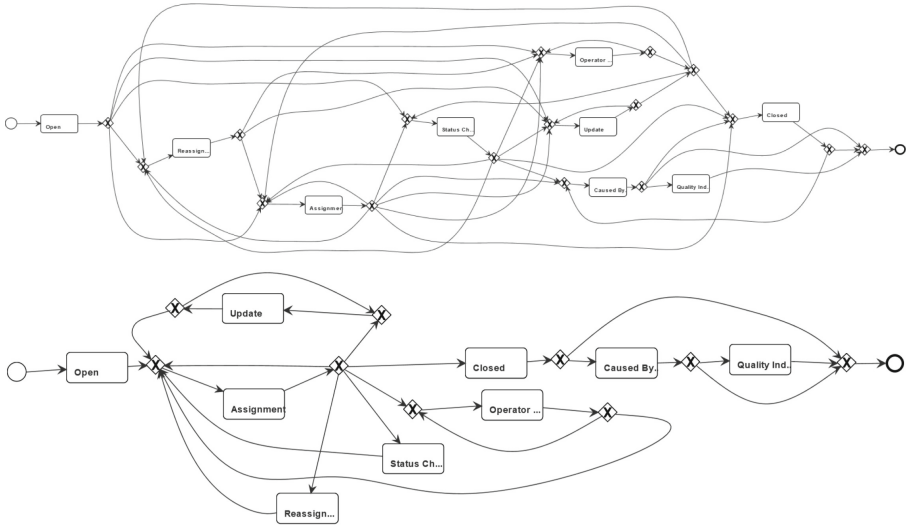 Operator ...
Closed
Open
Status Ch...
Update
Reassign...
Caused By.
Quality Ind.
Assignmen
Update
Open
Closed
Caused By.
Quality Ind..
Assignment
Operator ...
Status Ch...
Reassign...